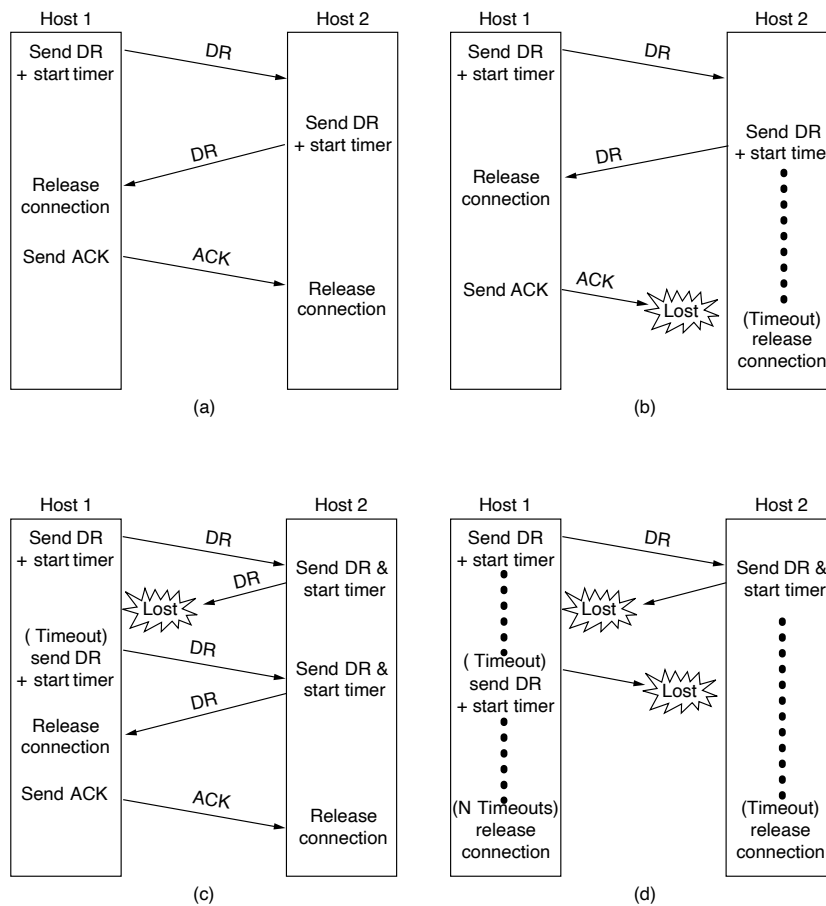 Host 1
Host 2
Send DR
+ start timer
DR
Send DR
+ start timer
DR
Release
connection
Send ACK
ACK
Release
connection
(a)
Host 1
Host 2
Send DR
+ start timer
DR
Send DR
+ start time
DR
Release
connection
Send ACK
ACK
Lost
(Timeout)
release
connection
(b)
Host 1
Host 2
Send DR
+ start timer
DR
Send DR &
start timer
DR
Lost
( Timeout)
send DR
+ start timer
DR
Send DR &
start timer
DR
Release
connection
Send ACK
ACK
Release
connection
(c)
Host 1
Host 2
Send DR
+ start timer
DR
Send DR &
start timer
Lost
( Timeout)
send DR
+ start timer
Lost
(N Timeouts)
release
connection
(Timeout)
release
connection
(d)